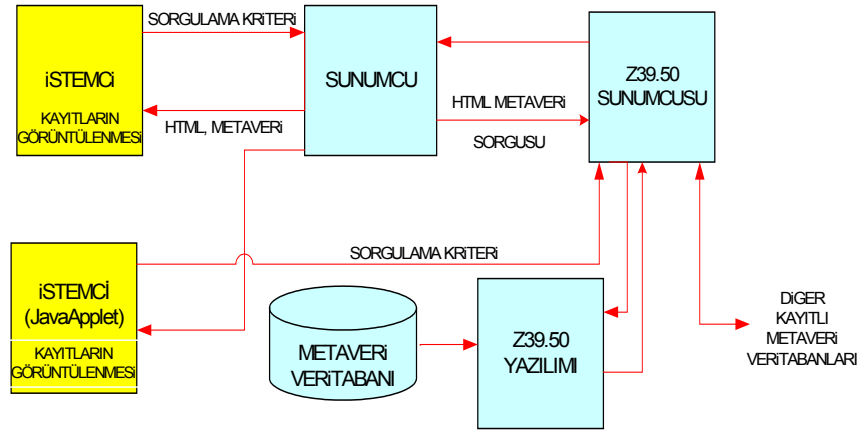 SORGULAMA KRiTERi
iSTEMCi
KAYITLARIN
GÖRÜNTÜLENMESi
HTML, METAVERi
SUNUMCU
HTML METAVERi
SORGUSU
Z39.50
SUNUMCUSU
SORGULAMA KRiTERi
iSTEMCİ
(JavaApplet)
KAYITLARIN
GÖRÜNTÜLENMESi
METAVERi
VERiTABANI
Z39.50
YAZILIMI
DiGER
KAYITLI
METAVERi
VERiTABANLARI